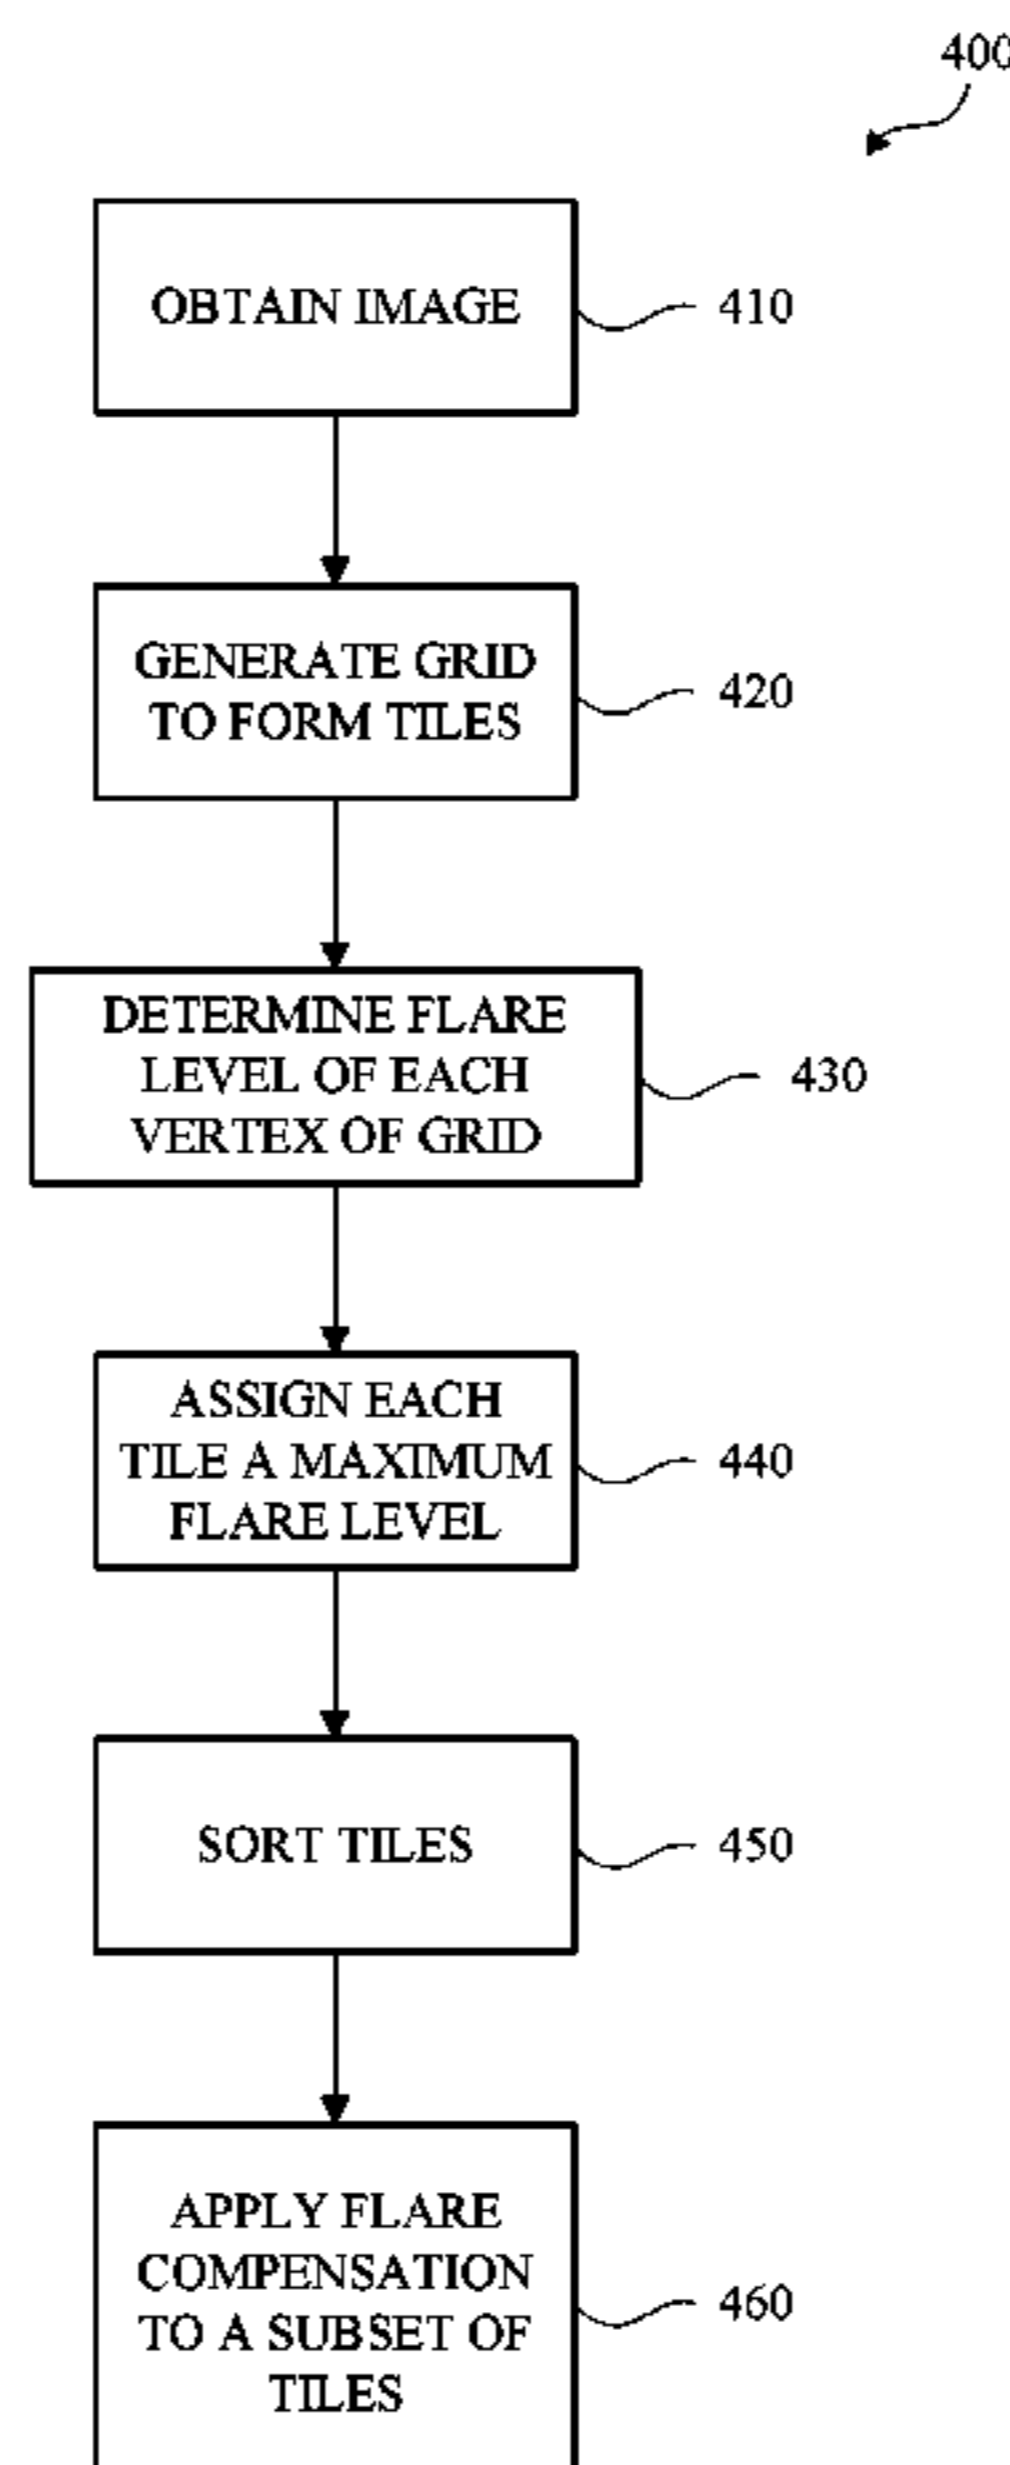 400
OBTAIN IMAGE
410
GENERATE GRID
TO FORM TILES
420
DETERMINE FLARE
LEVEL OF EACH
VERTEX OF GRID
430
ASSIGN EACH
TILE A MAXIMUM
FLARE LEVEL
440
SORT TILES
450
APPLY FLARE
COMPENSATION
TO A SUBSET OF
TILES
460